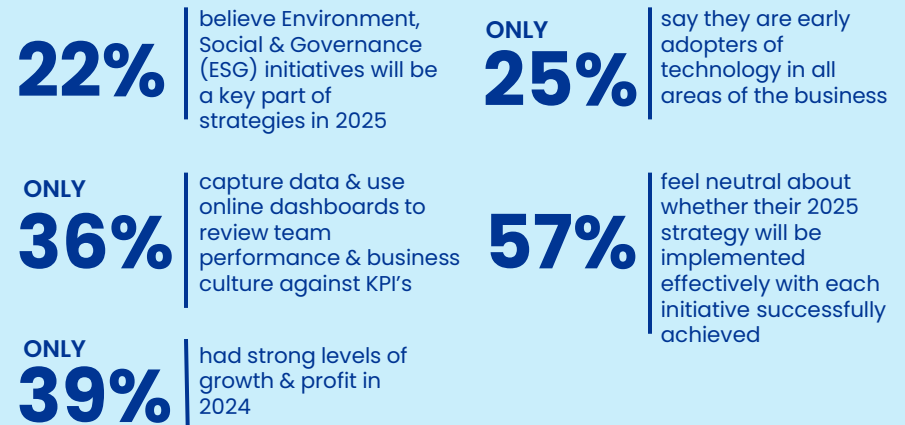 22%
believe Environment,
Social & Governance
(ESG) initiatives will be
a key part of
strategies in 2025
ONLY
25%
say they are early
adopters of
technology in all
areas of the business
ONLY
36%
capture data & use
online dashboards to
review team
performance & business
culture against KPI's
57%
feel neutral about
whether their 2025
strategy will be
implemented
effectively with each
initiative successfully
achieved
ONLY
39%
had strong levels of
growth & profit in
2024